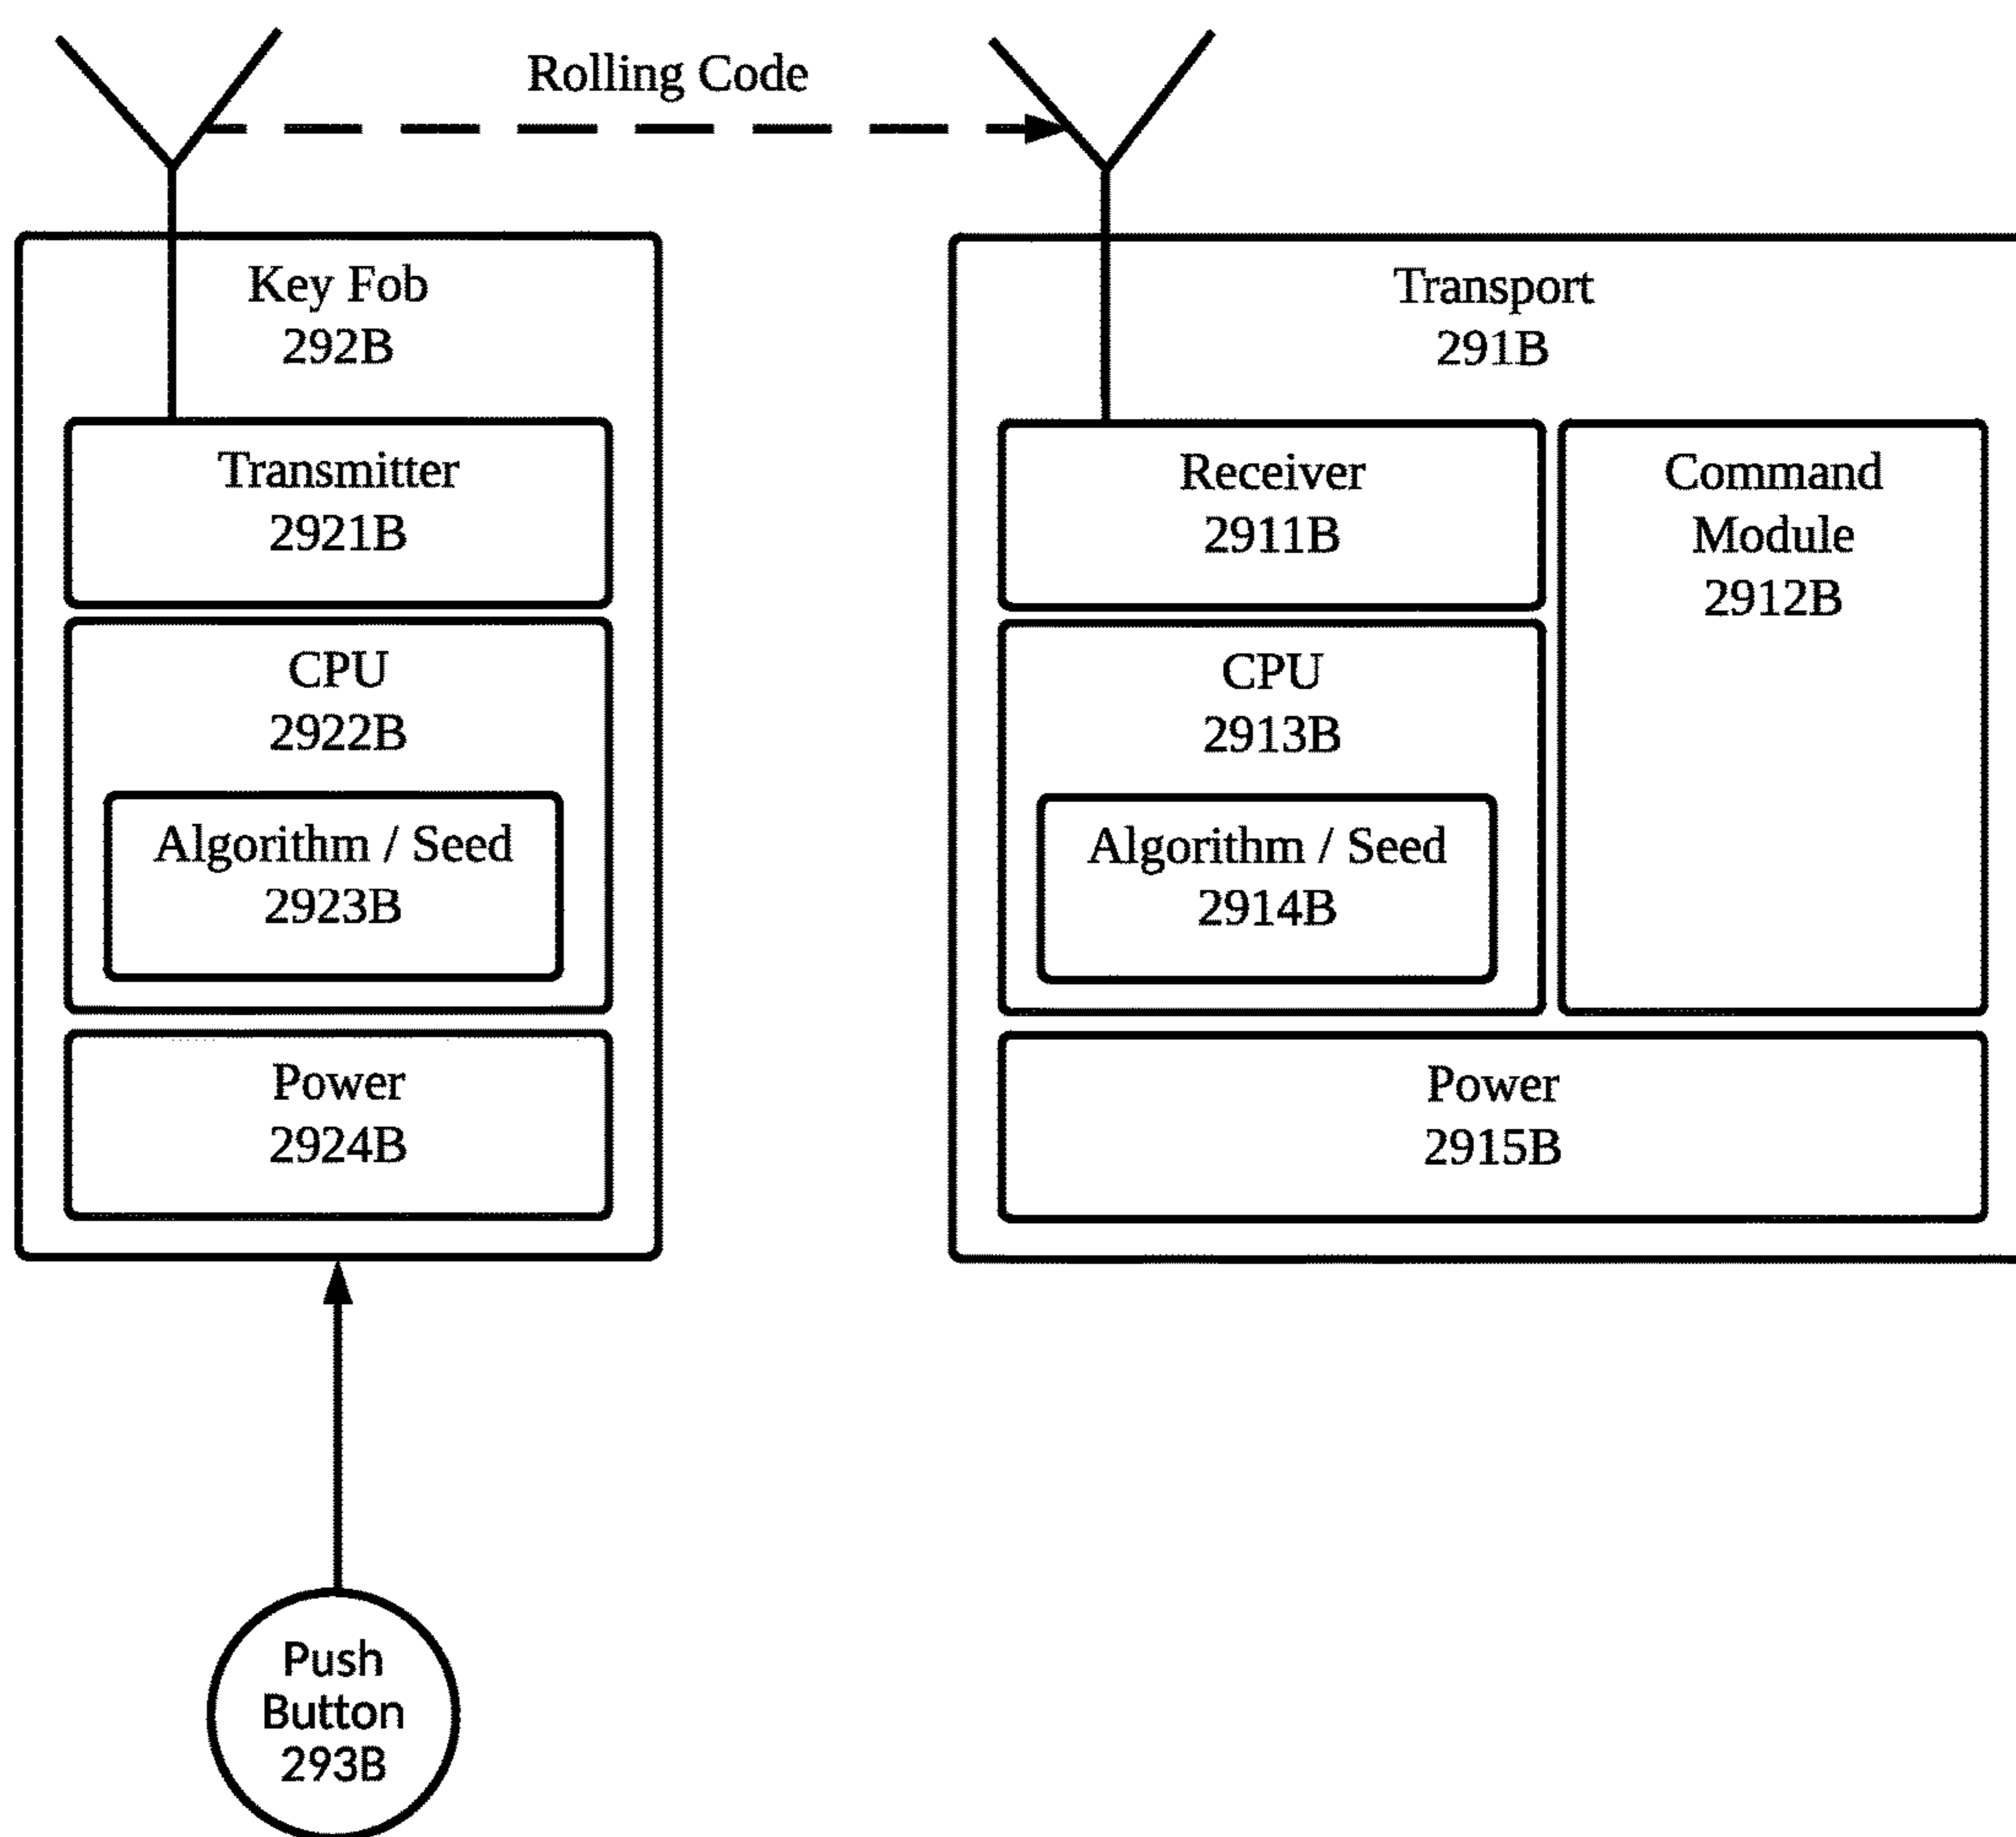 Rolling Code
Key Fob
292B
Transmitter
2921B
CPU
2922B
Algorithm / Seed
2923B
Power
2924B
Push
Button
293B
Transport
291B
Receiver
2911B
Command
Module
2912B
CPU
2913B
Algorithm / Seed
2914B
Power
2915B